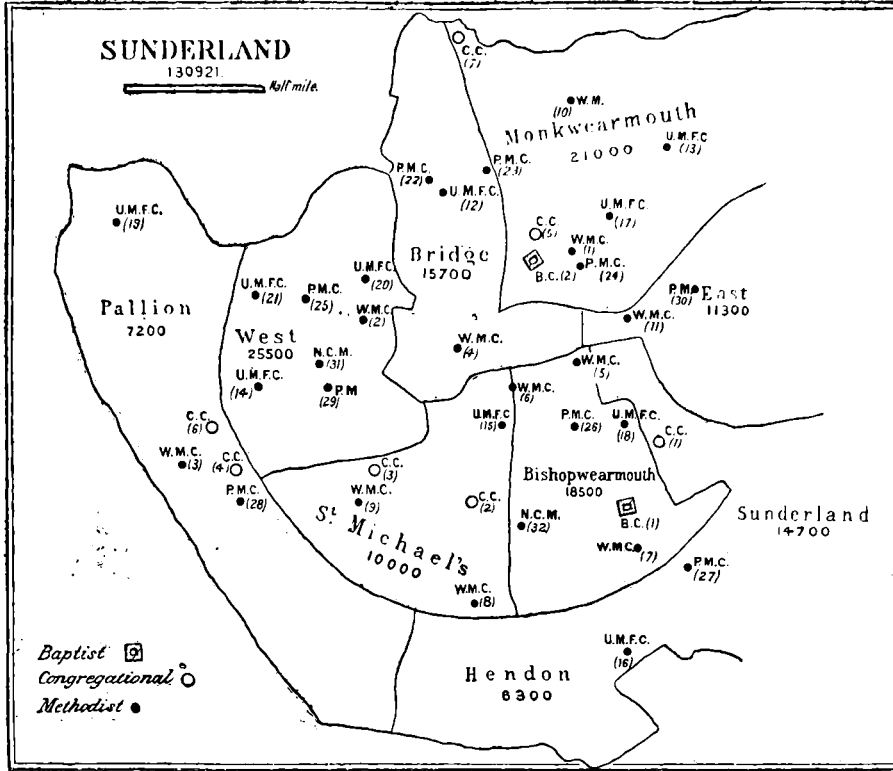 SUNDERLAND
130921.
Half mile.
C.C.
(7)
W.M.
(10)
Monkwearmouth
21000
U.M.F.C
(13)
P.M.C.
(22)
P.M.C.
(23)
U.M.F.C.
(12)
U.M.F.C.
(19)
U.M.F.C.
(17)
C.C
(5)
W.M.C.
(1)
B.C.(2)
P.M.C.
(24)
Bridge
15700
U.M.F.C.
(21)
P.M.C.
(25)
U.M.F.C.
(20)
W.M.C
(2)
Pallion
7200
West
25500
P.M.
(30)
East
11300
W.M.C.
(11)
W.M.C.
(4)
N.C.M.
(31)
U.M.F.C.
(14)
P.M
(29)
W.M.C.
(5)
W.M.C.
(6)
C.C.
(6)
U.M.F.C
(15)
P.M.C.
(26)
U.M.F.C.
(18)
C.C.
(1)
W.M.C.
(3)
C.C.
(4)
C.C.
(3)
P.M.C.
(28)
W.M.C.
(9)
C.C.
(2)
Bishopwearmouth
18500
St. Michael's
10000
N.C.M.
(32)
B.C.(1)
Sunderland
14700
W.M.C.
(7)
P.M.C.
(27)
W.M.C.
(8)
U.M.F.C.
(16)
Hendon
6300
Baptist
Congregational
Methodist